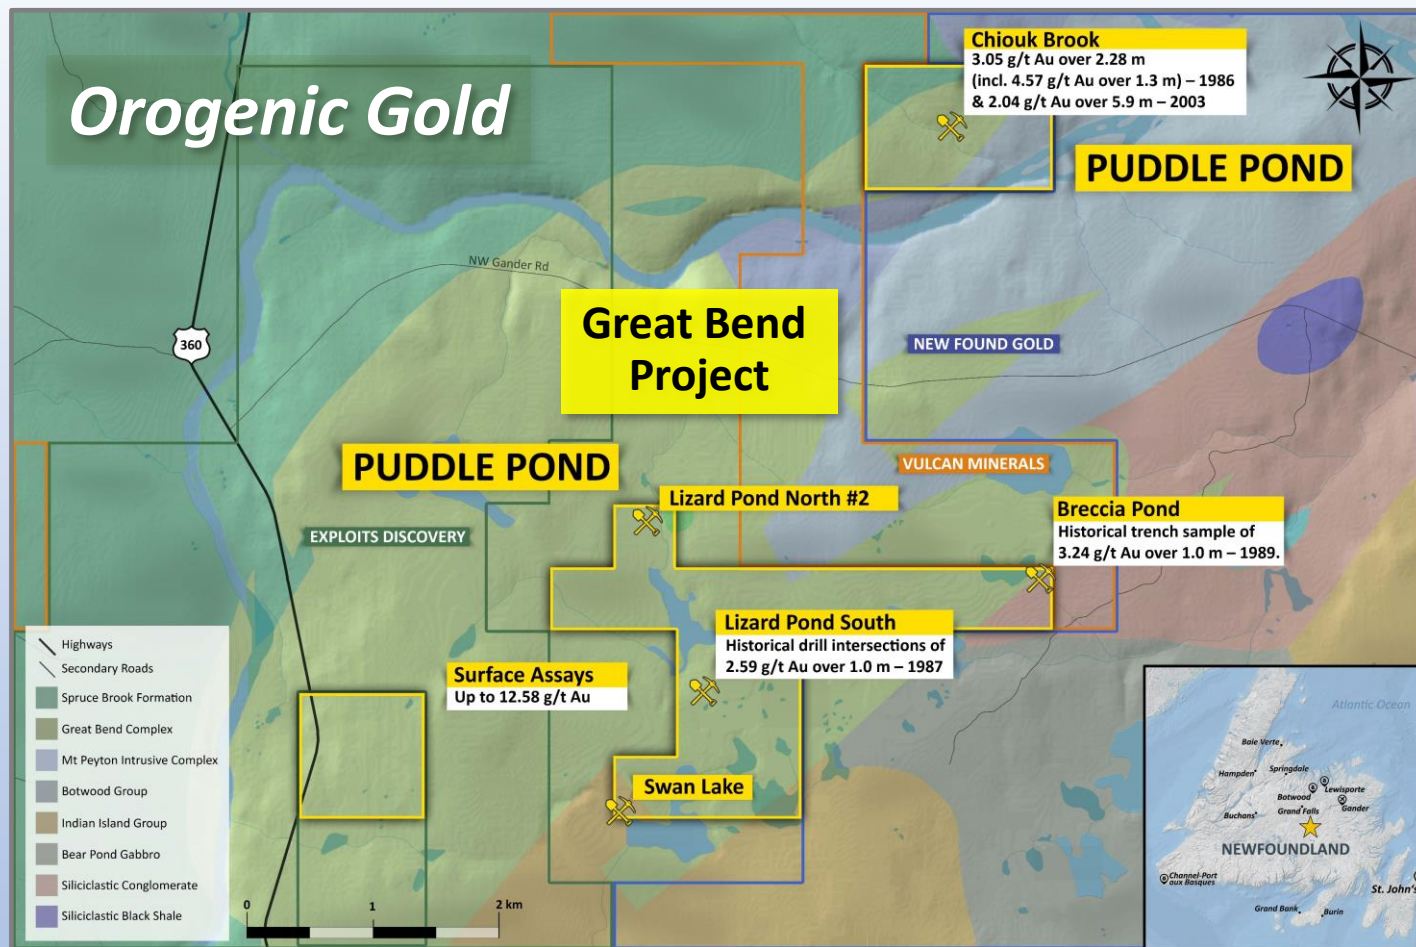 Orogenic Gold
Chiouk Brook
3.05 g/t Au over 2.28 m
(incl. 4.57 g/t Au over 1.3 m) – 1986
& 2.04 g/t Au over 5.9 m – 2003
PUDDLE POND
NW Gander Rd
Great Bend
Project
360
NEW FOUND GOLD
PUDDLE POND
VULCAN MINERALS
Lizard Pond North #2
Breccia Pond
Historical trench sample of
3.24 g/t Au over 1.0 m – 1989.
EXPLOITS DISCOVERY
Lizard Pond South
Historical drill intersections of
2.59 g/t Au over 1.0 m – 1987
Surface Assays
Up to 12.58 g/t Au
Swan Lake
Highways
Secondary Roads
Spruce Brook Formation
Great Bend Complex
Mt Peyton Intrusive Complex
Botwood Group
Indian Island Group
Bear Pond Gabbro
Siliciclastic Conglomerate
Siliciclastic Black Shale
0 1 2 km
Atlantic Ocean
Baie Verte
Hampden
Springdale
Lewisporte
Botwood
Gander
Grand Falls
Buchans
NEWFOUNDLAND
Channel-Port
aux Basques
St. John's
Grand Bank
Burin